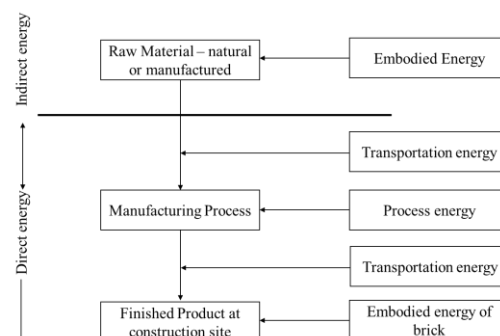 Indirect energy
Raw Material – natural
or manufactured
Embodied Energy
Transportation energy
Direct energy
Manufacturing Process
Process energy
Transportation energy
Finished Product at
construction site
Embodied energy of
brick